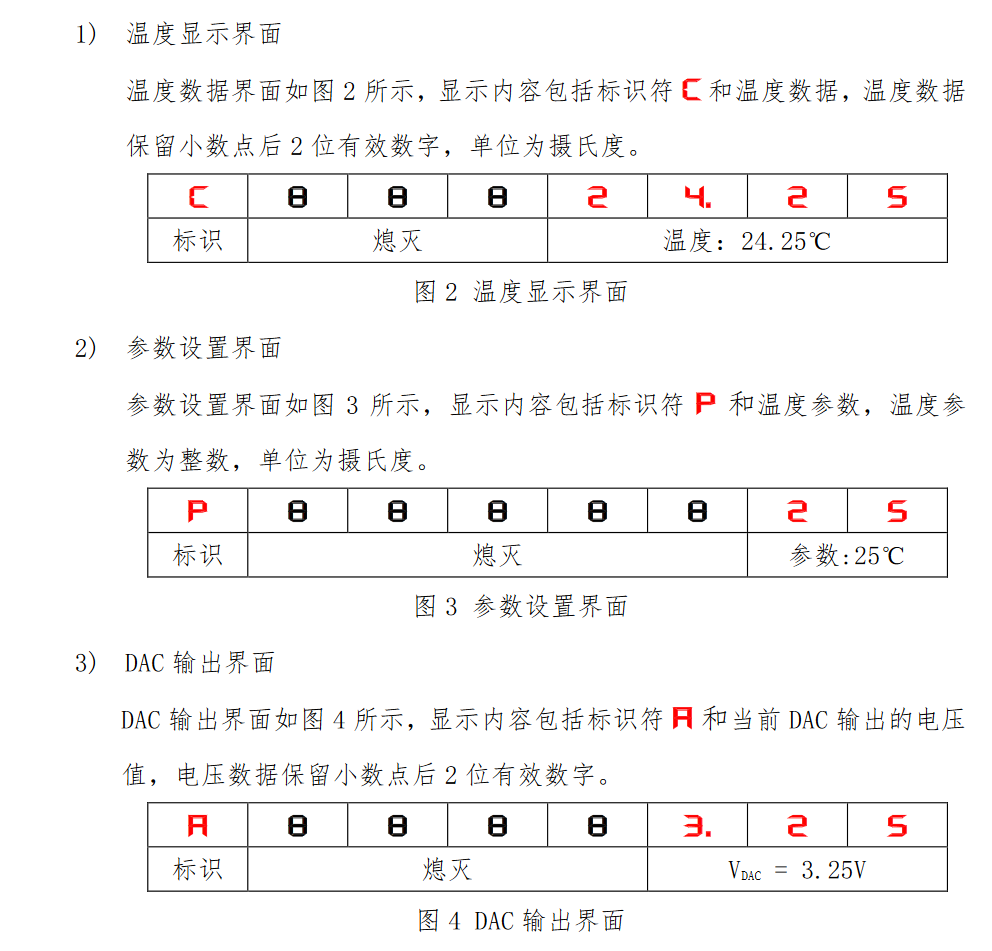 1) 温度显示界面
温度数据界面如图 2 所示，显示内容包括标识符 C 和温度数据，温度数据
保留小数点后 2 位有效数字，单位为摄氏度。
C 8 8 8 2 4. 2 5
标识 熄灭 温度：24.25℃
图 2 温度显示界面
2) 参数设置界面
参数设置界面如图 3 所示，显示内容包括标识符 P 和温度参数，温度参
数为整数，单位为摄氏度。
P 8 8 8 8 8 2 5
标识 熄灭 参数:25℃
图 3 参数设置界面
3) DAC 输出界面
DAC 输出界面如图 4 所示，显示内容包括标识符 A 和当前 DAC 输出的电压
值，电压数据保留小数点后 2 位有效数字。
A 8 8 8 8 3. 2 5
标识 熄灭 VDAC = 3.25V
图 4 DAC 输出界面